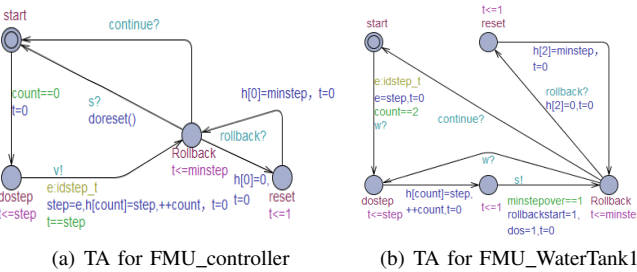 start
continue?
count==0
t=0
s?
doreset()
h[0]=minstep, t=0
rollback?
Rollback
t<=minstep
v!
e:idstep_t
step=e,h[count]=step,++count, t=0
t==step
dostep
t<=step
h[0]=0,
t=0
reset
t<=1
(a) TA for FMU_controller
start
t<=1
reset
h[2]=minstep,
t=0
e:idstep_t
e=step,t=0
count==2
w?
continue?
rollback?
h[2]=0,t=0
w?
h[count]=step,
++count,t=0
s!
t<=1
dostep
t<=step
minstepover==1
rollbackstart=1,
dos=1,t=0
Rollback
t<=minste
(b) TA for FMU_WaterTank1